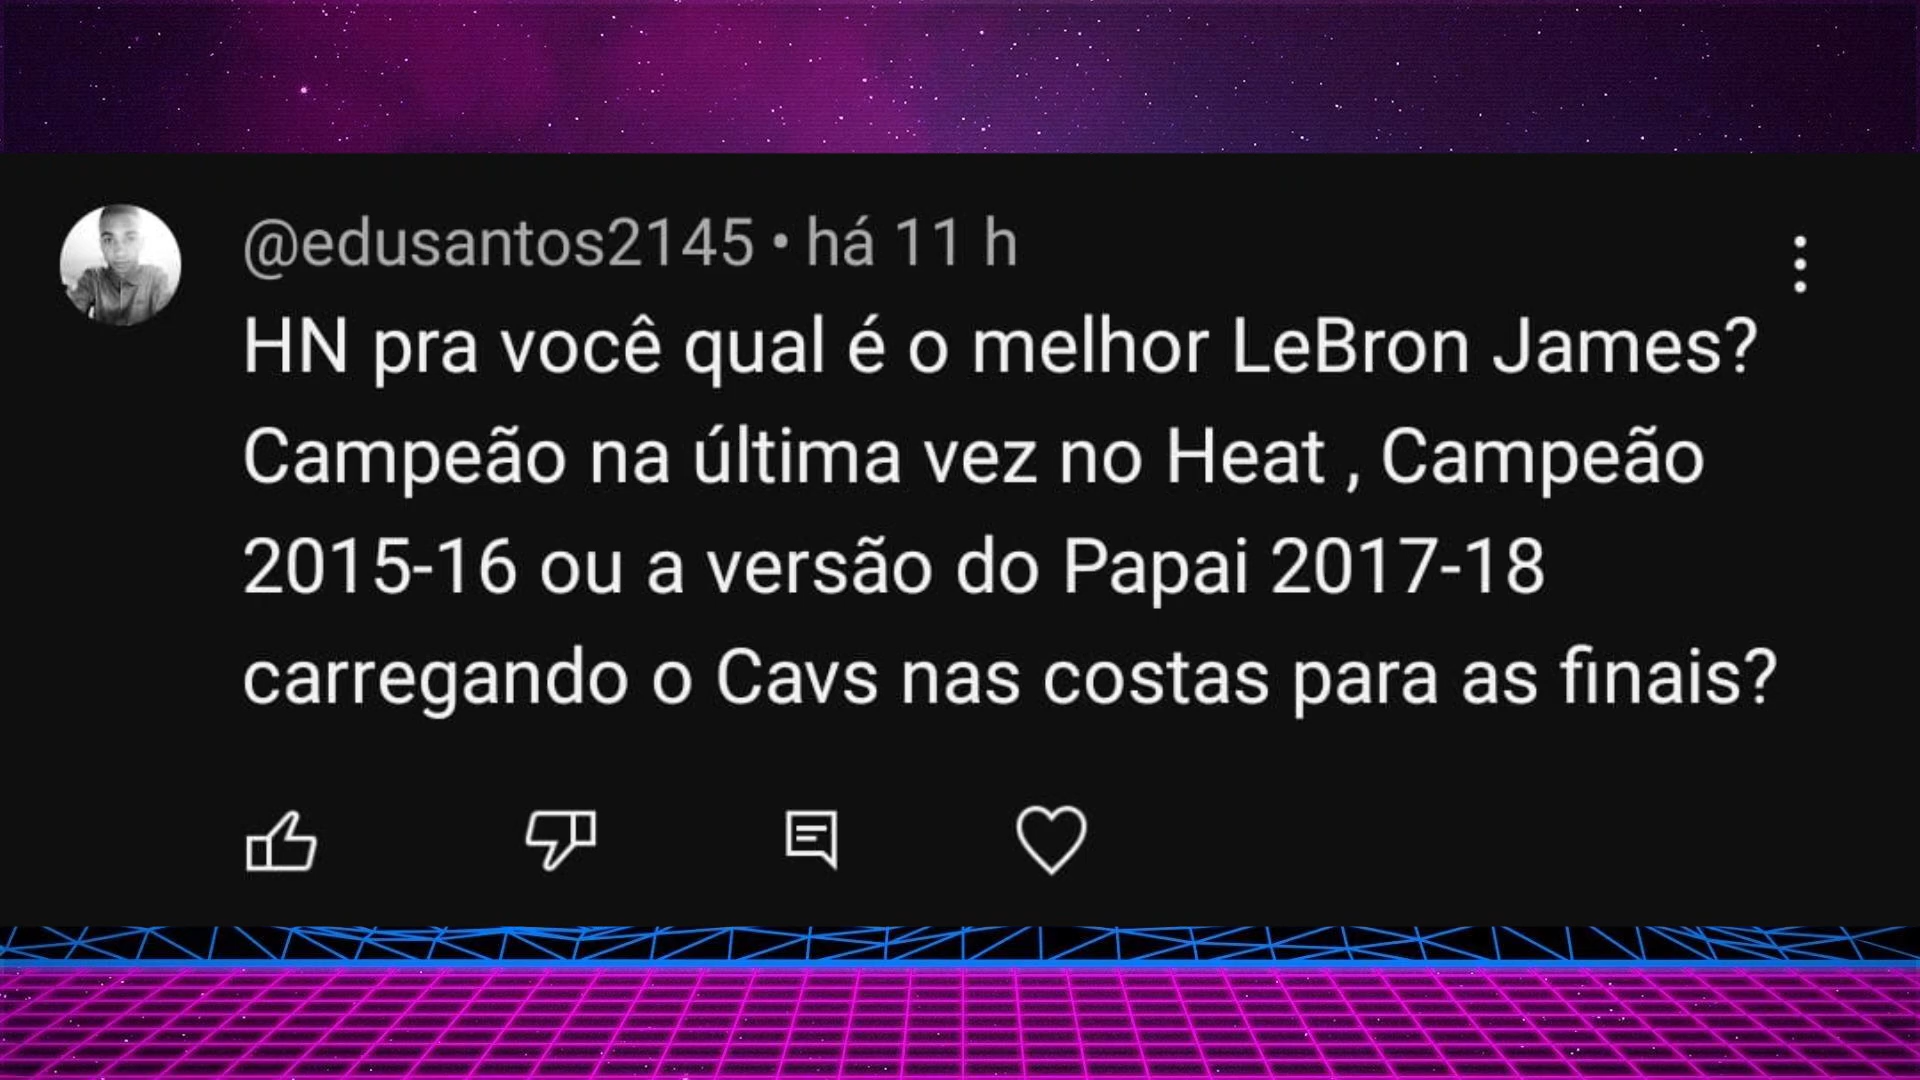 @edusantos2145 • há 11 h
HN pra você qual é o melhor LeBron James?
Campeão na última vez no Heat , Campeão
2015-16 ou a versão do Papai 2017-18
carregando o Cavs nas costas para as finais?